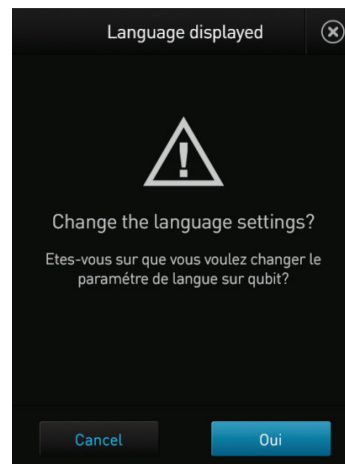 Language displayed
Change the language settings?
Etes-vous sur que vous voulez changer le
paramétre de langue sur qubit?
Cancel
Oui